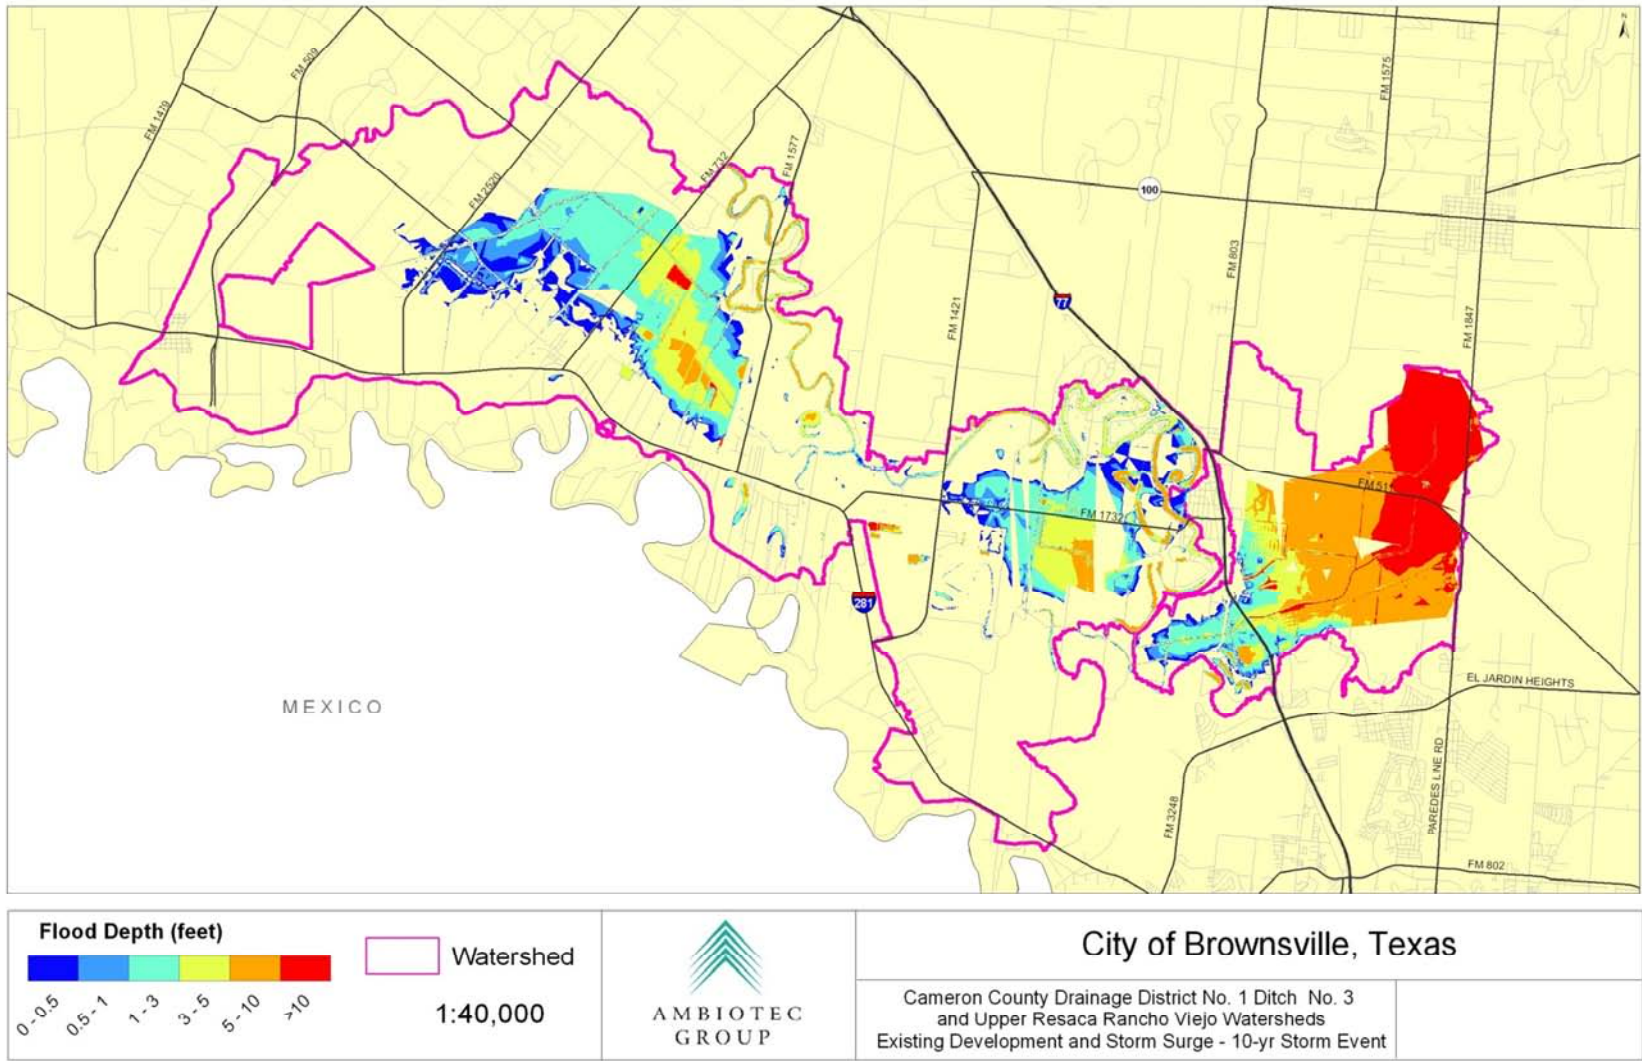 N
FM 509
FM 1419
FM 1575
FM 732
FM 1577
FM 2520
100
FM 803
77
FM 1421
FM 1847
FM 1732
281
MEXICO
EL JARDIN HEIGHTS
PAREDES LINE RD
FM 3248
FM 802
Flood Depth (feet)
0 - 0.5
0.5 - 1
1 - 3
3 - 5
5 - 10
>10
Watershed
1:40,000
AMBIOTEC
GROUP
City of Brownsville, Texas
Cameron County Drainage District No. 1 Ditch No. 3
and Upper Resaca Rancho Viejo Watersheds
Existing Development and Storm Surge - 10-yr Storm Event